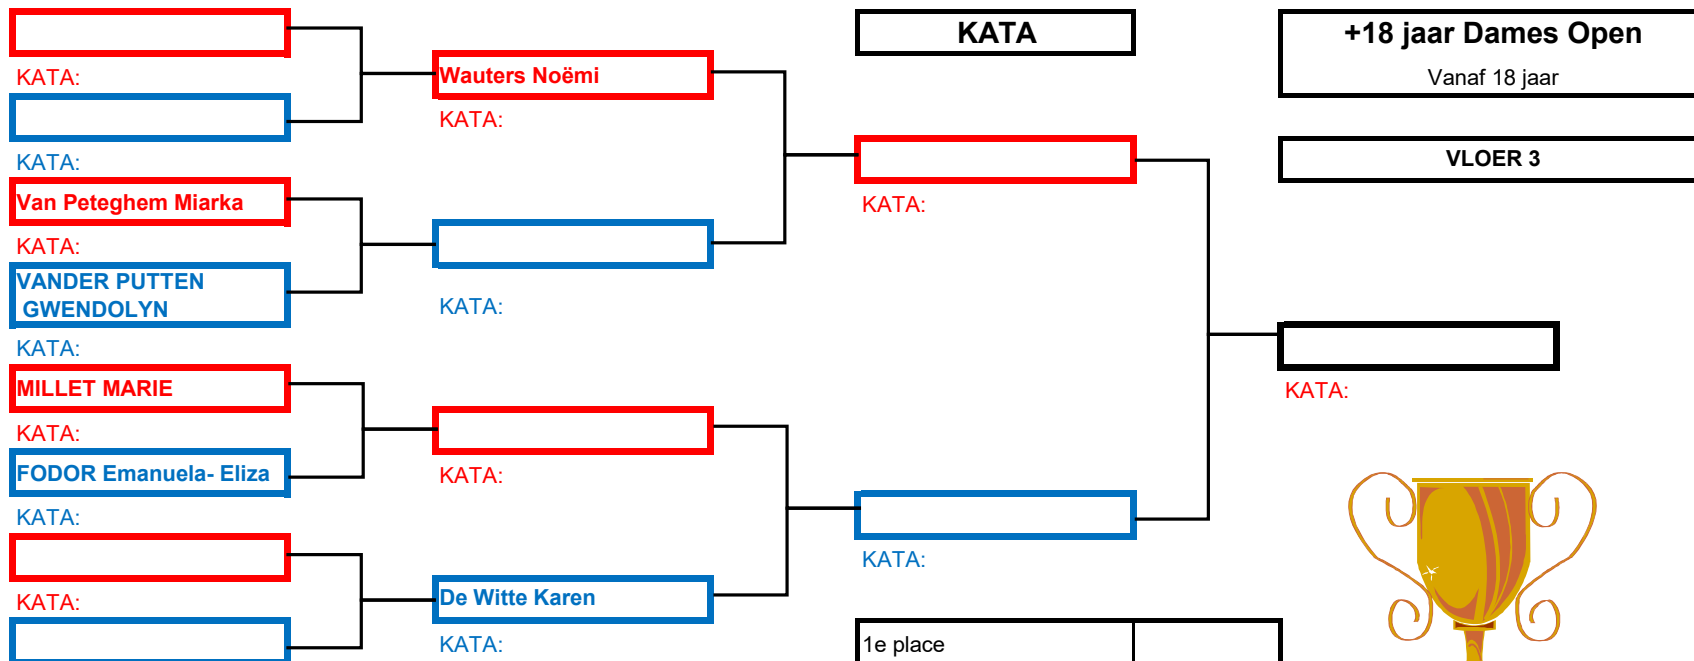 KATA
+18 jaar Dames Open
Vanaf 18 jaar
VLOER 3
KATA:
KATA:
Van Peteghem Miarka
KATA:
VANDER PUTTEN
GWENDOLYN
KATA:
MILLET MARIE
KATA:
FODOR Emanuela- Eliza
KATA:
KATA:
Wauters Noëmi
KATA:
KATA:
KATA:
De Witte Karen
KATA:
KATA:
KATA:
KATA:
1e place